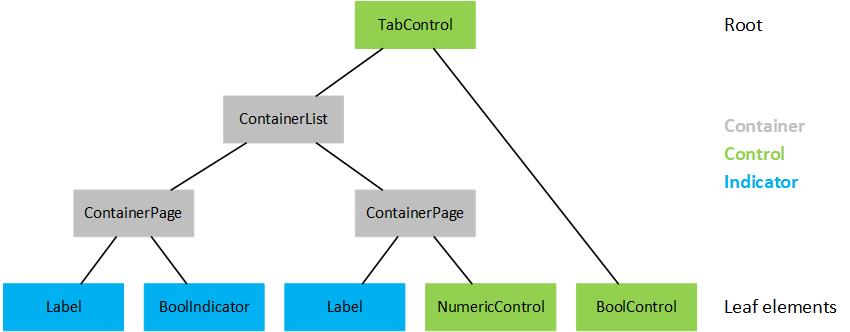 TabControl
Root
ContainerList
Container
Control
Indicator
ContainerPage
ContainerPage
Label
BoolIndicator
Label
NumericControl
BoolControl
Leaf elements